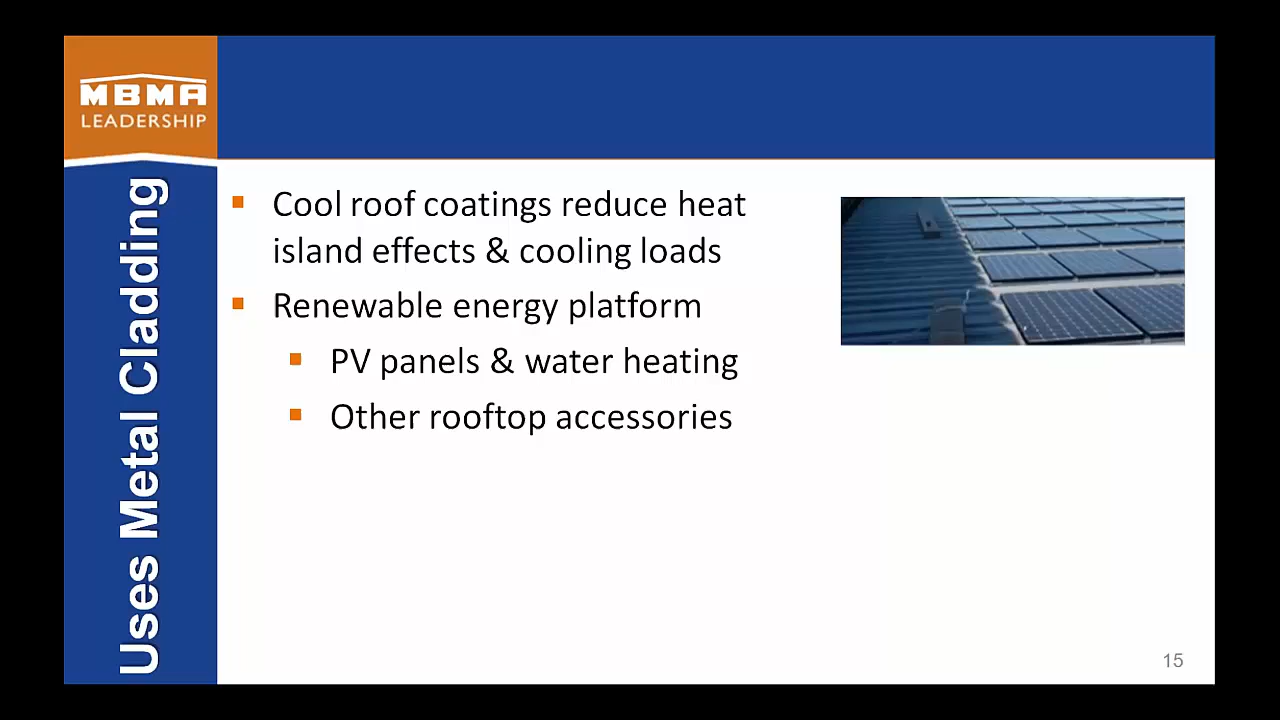 MBMA
LEADERSHIP
Uses Metal Cladding
Cool roof coatings reduce heat
island effects & cooling loads
Renewable energy platform
PV panels & water heating
Other rooftop accessories
15